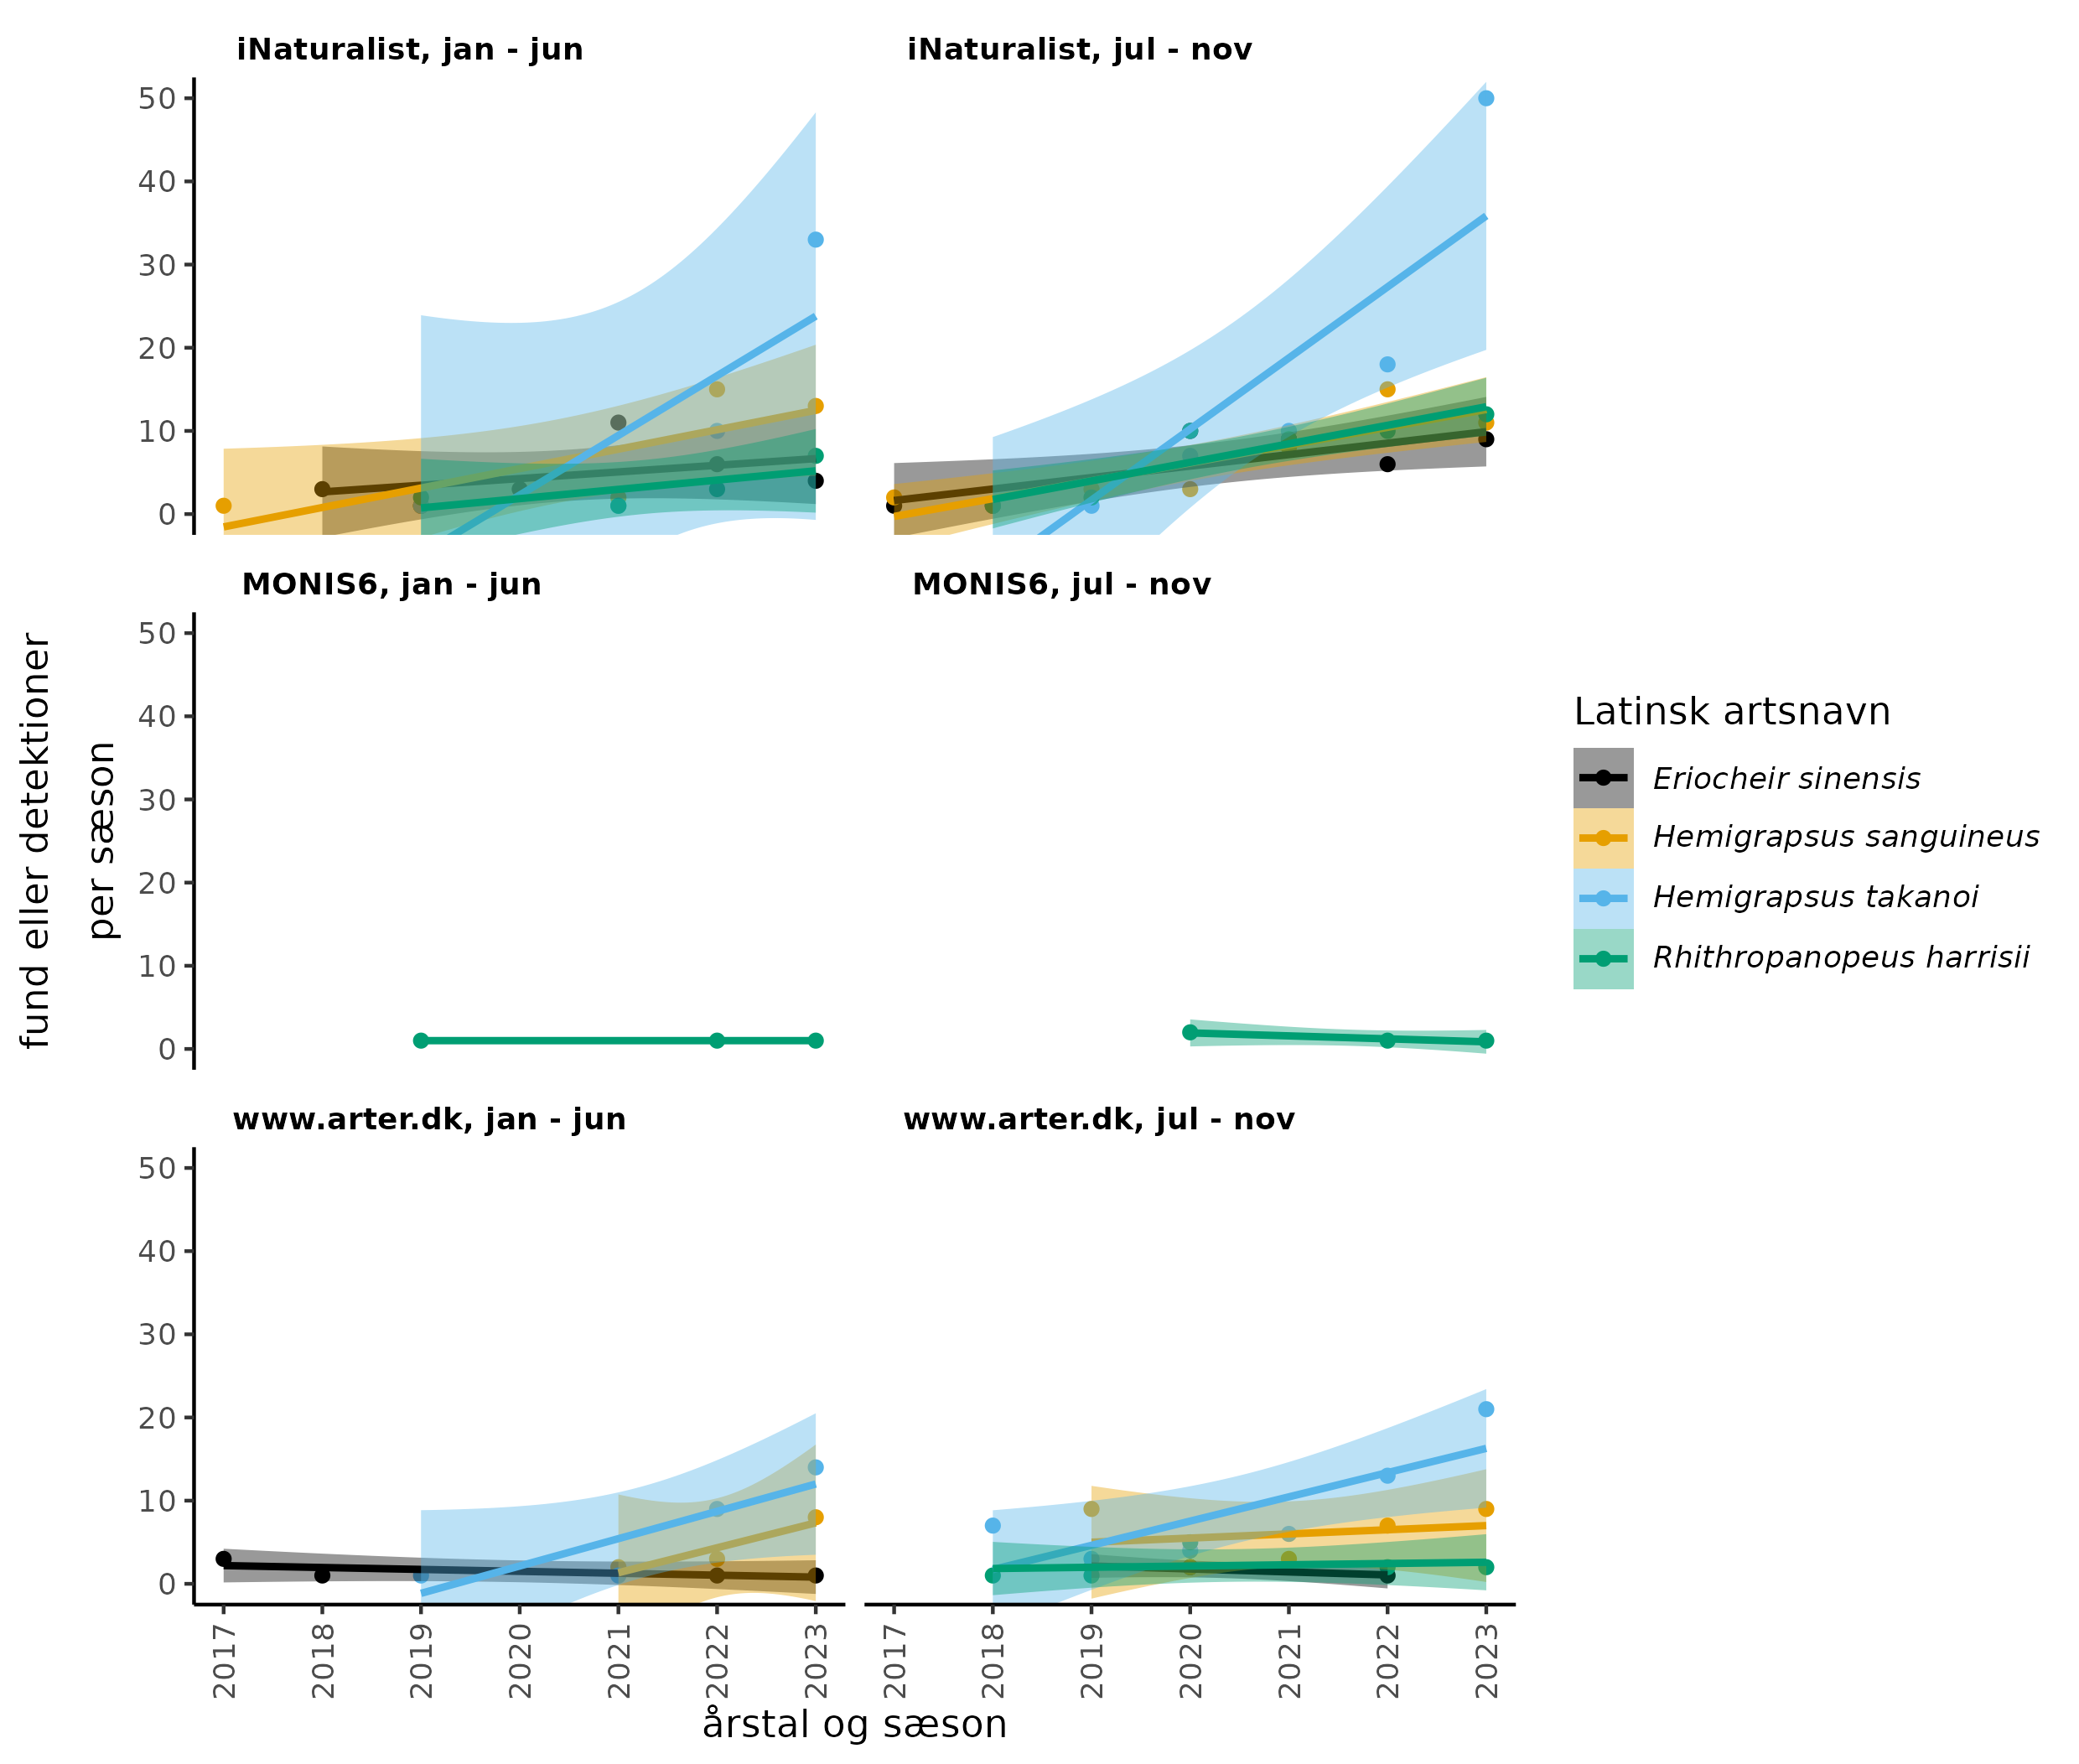 iNaturalist, jan - jun
iNaturalist, jul - nov
50
40
30
20
10
0
MONIS6, jan - jun
MONIS6, jul - nov
50
40
30
20
10
0
www.arter.dk, jan - jun
www.arter.dk, jul - nov
50
40
30
20
10
0
2017
2018
2019
2020
2021
2022
2023
2017
2018
2019
2020
2021
2022
2023
årstal og sæson
fund eller detektioner
per sæson
Latinsk artsnavn
Eriocheir sinensis
Hemigrapsus sanguineus
Hemigrapsus takanoi
Rhithropanopeus harrisii